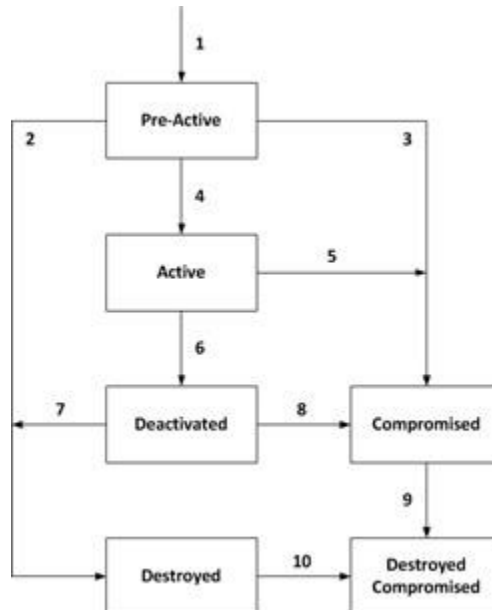 1
Pre-Active
2
3
4
Active
5
6
Deactivated
7
8
Compromised
9
Destroyed
10
Destroyed
Compromised